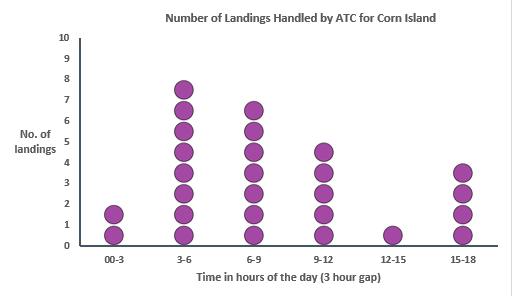 Number of Landings Handled by ATC for Corn Island
10
9
8
7
6
5
4
3
2
1
0
No. of
landings
00-3 3-6 6-9 9-12 12-15 15-18
Time in hours of the day (3 hour gap)